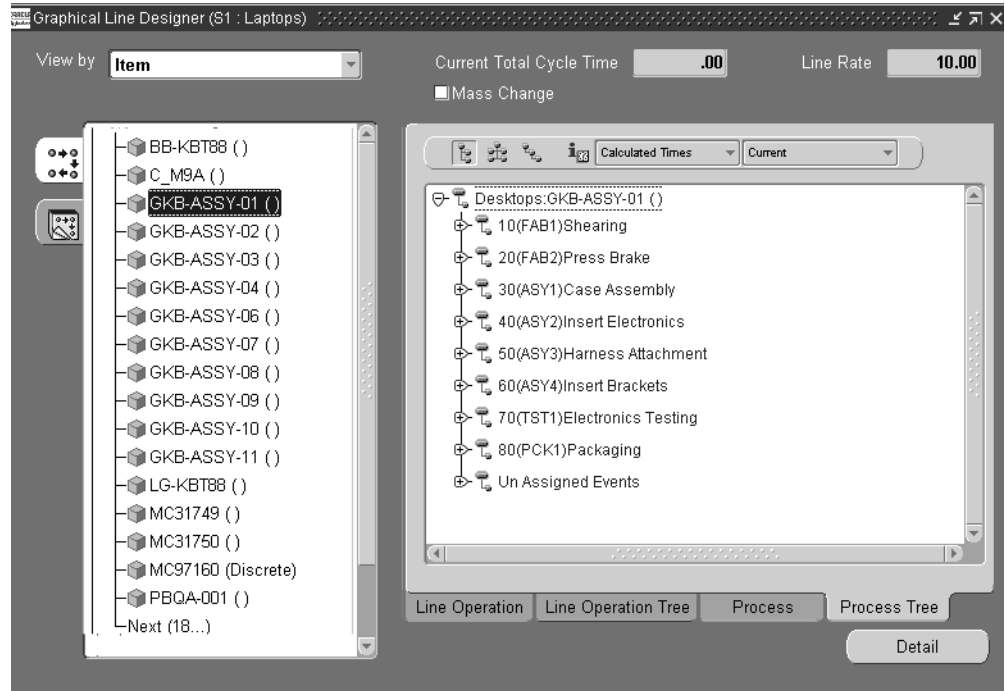 Graphical Line Designer (S1 : Laptops)
View by Item
Current Total Cycle Time .00
Line Rate 10.00
Mass Change
BB-KBT88 ( )
C_M9A ( )
GKB-ASSY-01 ( )
GKB-ASSY-02 ( )
GKB-ASSY-03 ( )
GKB-ASSY-04 ( )
GKB-ASSY-06 ( )
GKB-ASSY-07 ( )
GKB-ASSY-08 ( )
GKB-ASSY-09 ( )
GKB-ASSY-10 ( )
GKB-ASSY-11 ( )
LG-KBT88 ( )
MC31749 ( )
MC31750 ( )
MC97160 (Discrete)
PBQA-001 ( )
Next (18...)
Calculated Times
Current
Desktops:GKB-ASSY-01 ( )
10(FAB1)Shearing
20(FAB2)Press Brake
30(ASY1)Case Assembly
40(ASY2)Insert Electronics
50(ASY3)Harness Attachment
60(ASY4)Insert Brackets
70(TST1)Electronics Testing
80(PCK1)Packaging
Un Assigned Events
Line Operation
Line Operation Tree
Process
Process Tree
Detail